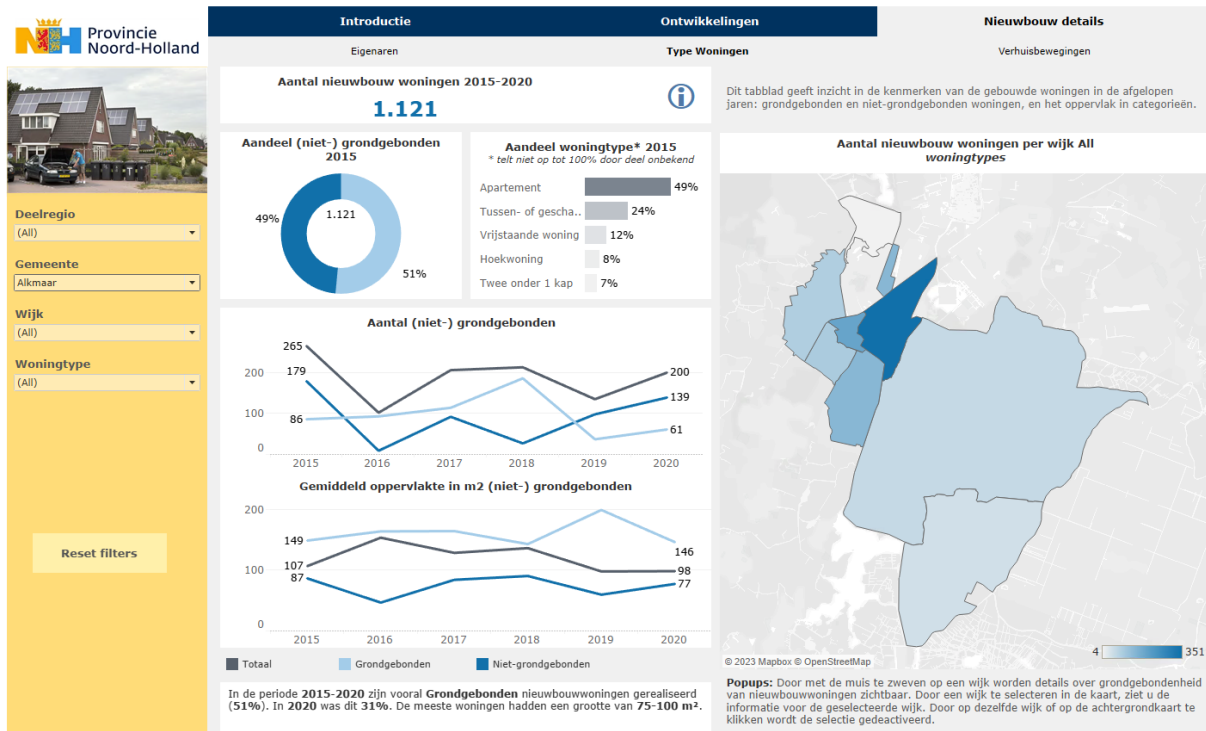 Provincie
Noord-Holland
Introductie
Ontwikkelingen
Nieuwbouw details
Eigenaren
Type Woningen
Verhuisbewegingen
Deelregio
(All)
Gemeente
Alkmaar
Wijk
(All)
Woningtype
(All)
Reset filters
Aantal nieuwbouw woningen 2015-2020
1.121
Dit tabblad geeft inzicht in de kenmerken van de gebouwde woningen in de afgelopen
jaren: grondgebonden en niet-grondgebonden woningen, en het oppervlak in categorieën.
Aandeel (niet-) grondgebonden
2015
49%
1.121
51%
Aandeel woningtype* 2015
* telt niet op tot 100% door deel onbekend
Apartement 49%
Tussen- of gescha.. 24%
Vrijstaande woning 12%
Hoekwoning 8%
Twee onder 1 kap 7%
Aantal (niet-) grondgebonden
265
179
200
200
139
100
86
61
0
2015 2016 2017 2018 2019 2020
Gemiddeld oppervlakte in m2 (niet-) grondgebonden
200
149
146
107
100
98
87
77
0
2015 2016 2017 2018 2019 2020
Totaal
Grondgebonden
Niet-grondgebonden
In de periode 2015-2020 zijn vooral Grondgebonden nieuwbouwwoningen gerealiseerd
(51%). In 2020 was dit 31%. De meeste woningen hadden een grootte van 75-100 m².
Aantal nieuwbouw woningen per wijk All
woningtypes
4
351
© 2023 Mapbox © OpenStreetMap
Popups: Door met de muis te zweven op een wijk worden details over grondgebondenheid
van nieuwbouwwoningen zichtbaar. Door een wijk te selecteren in de kaart, ziet u de
informatie voor de geselecteerde wijk. Door op dezelfde wijk of op de achtergrondkaart te
klikken wordt de selectie gedeactiveerd.